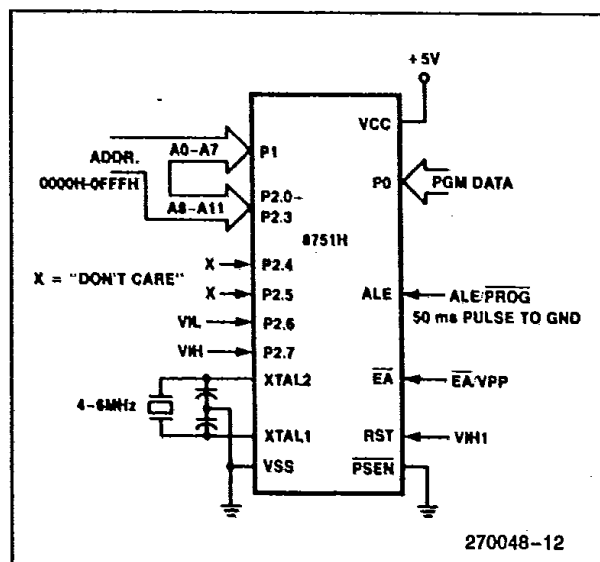 +5V
VCC
A0-A7
P1
ADDR.
0000H-0FFFH
P0
PGM DATA
P2.0-
P2.3
A8-A11
8751H
X = "DON'T CARE"
X
P2.4
X
P2.5
ALE
ALE/PROG
50 ms PULSE TO GND
VIL
P2.6
VIH
P2.7
XTAL2
EA
EA/VPP
4-6MHz
XTAL1
RST
VIH1
VSS
PSEN
270048-12